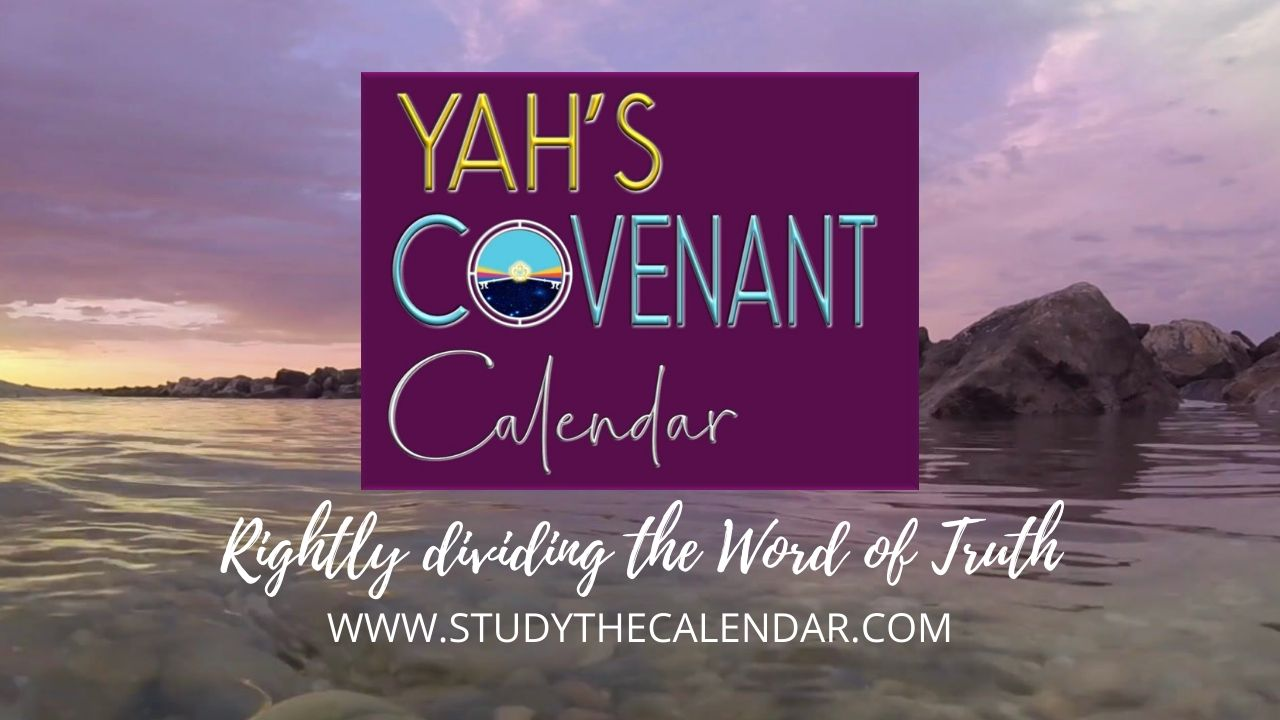 YAH'S
COVENANT
Calendar
Rightly dividing the Word of Truth
WWW.STUDYTHECALENDAR.COM